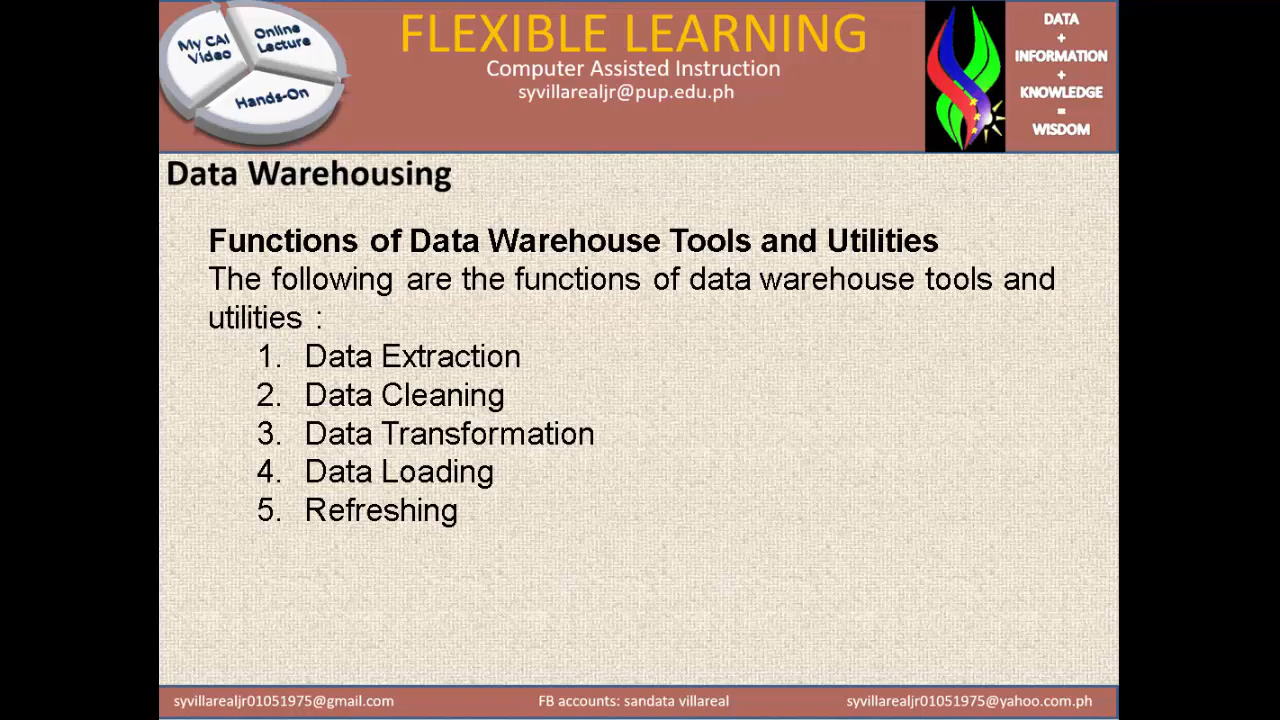 My CAI
Video
Online
Lecture
Hands-On
FLEXIBLE LEARNING
Computer Assisted Instruction
syvillarealjr@pup.edu.ph
DATA
+
INFORMATION
+
KNOWLEDGE
=
WISDOM
Data Warehousing
Functions of Data Warehouse Tools and Utilities
The following are the functions of data warehouse tools and
utilities :
1. Data Extraction
2. Data Cleaning
3. Data Transformation
4. Data Loading
5. Refreshing
syvillarealjr01051975@gmail.com
FB accounts: sandata villareal
syvillarealjr01051975@yahoo.com.ph